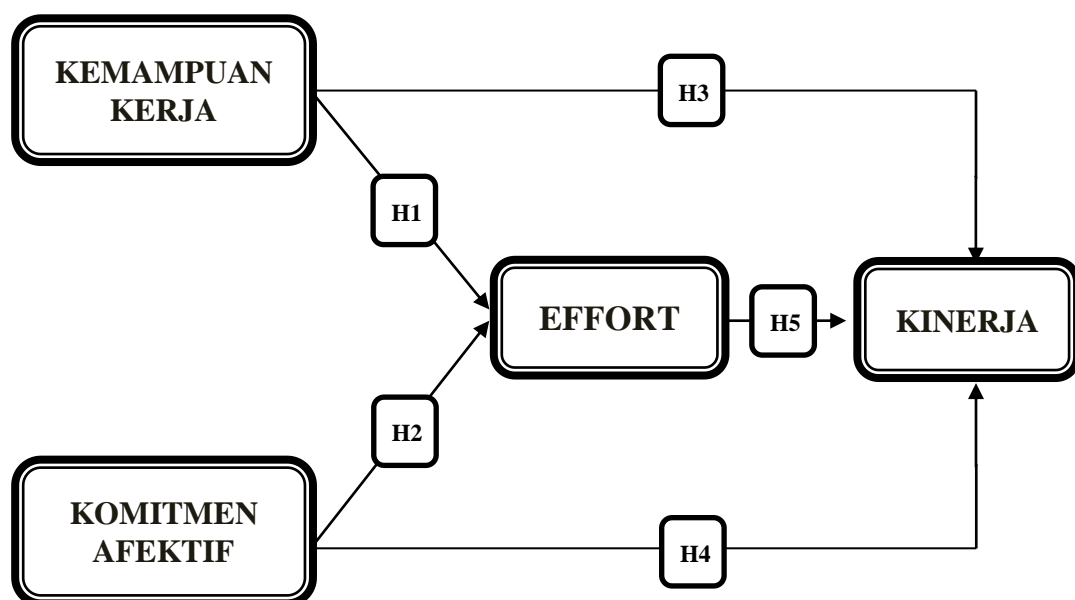 KEMAMPUAN
KERJA
H3
H1
EFFORT
H5
KINERJA
H2
KOMITMEN
AFEKTIF
H4